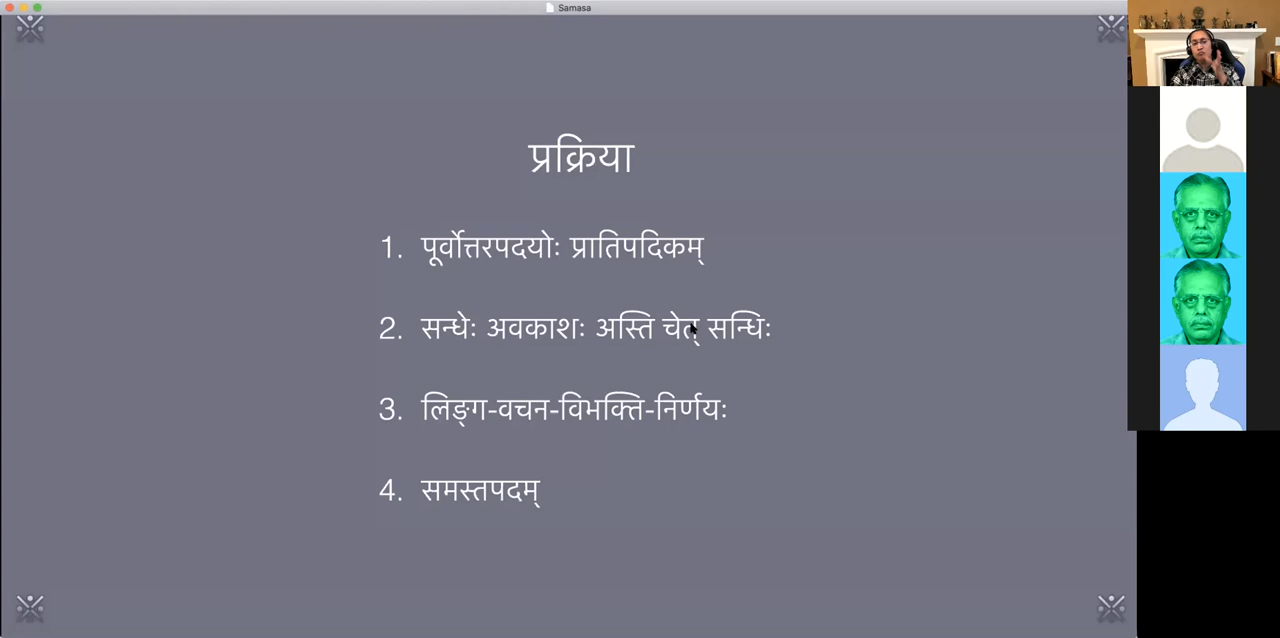 Samasa
प्रक्रिया
1. पूर्वोत्तरपदयोः प्रातिपदिकम्
2. सन्धेः अवकाशः अस्ति चेत् सन्धिः
3. लिङ्ग-वचन-विभक्ति-निर्णयः
4. समस्तपदम्